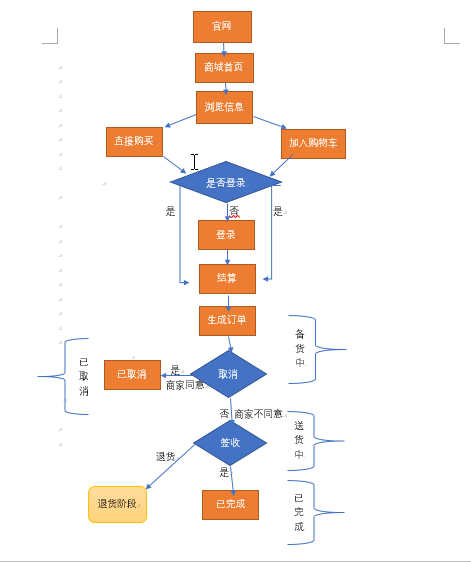 官网
商城首页
浏览信息
直接购买
加入购物车
是否登录
是
否
是
登录
结算
生成订单
备货中
已取消
已取消
是
商家同意
取消
否 商家不同意
送货中
签收
退货
是
退货阶段
已完成
已完成